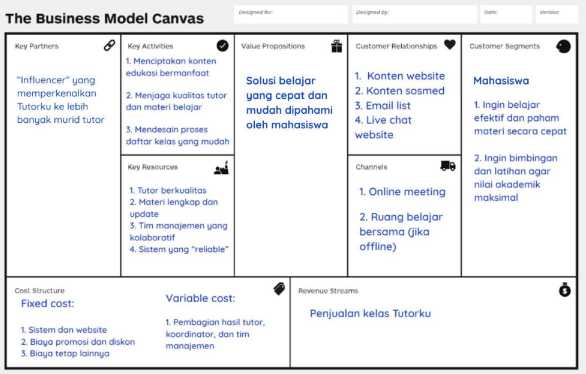 The Business Model Canvas
Designed for:
Designed by:
Date:
Version:
Key Partners
"Influencer" yang
memperkenalkan
Tutorku ke lebih
banyak murid tutor
Key Activities
1. Menciptakan konten
edukasi bermanfaat
2. Menjaga kualitas tutor
dan materi belajar
3. Mendesain proses
daftar kelas yang mudah
Key Resources
1. Tutor berkualitas
2. Materi lengkap dan
update
3. Tim manajemen yang
kolaboratif
4. Sistem yang "reliable"
Value Propositions
Solusi belajar
yang cepat dan
mudah dipahami
oleh mahasiswa
Customer Relationships
1. Konten website
2. Konten sosmed
3. Email list
4. Live chat
website
Channels
1. Online meeting
2. Ruang belajar
bersama (jika
offline)
Customer Segments
Mahasiswa
1. Ingin belajar
efektif dan paham
materi secara cepat
2. Ingin bimbingan
dan latihan agar
nilai akademik
maksimal
Cost Structure
Fixed cost:
1. Sistem dan website
2. Biaya promosi dan diskon
3. Biaya tetap lainnya
Variable cost:
1. Pembagian hasil tutor,
koordinator, dan tim
manajemen
Revenue Streams
Penjualan kelas Tutorku